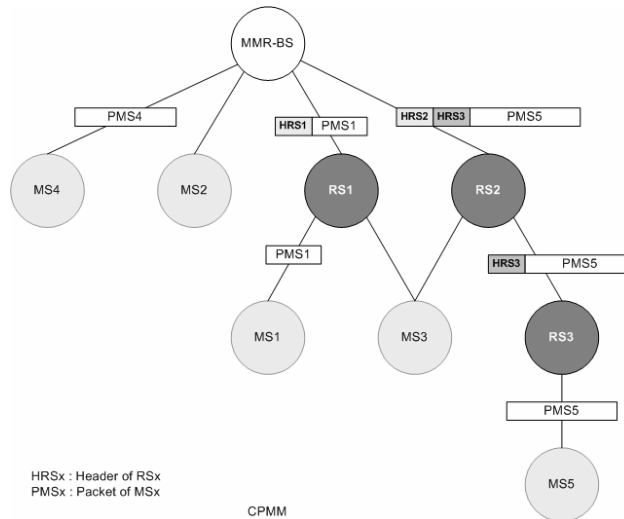 MMR-BS
PMS4
HRS1 PMS1
HRS2 HRS3 PMS5
MS4
MS2
RS1
RS2
PMS1
HRS3 PMS5
MS1
MS3
RS3
PMS5
HRSx : Header of RSx
PMSx : Packet of MSx
MS5
CPMM